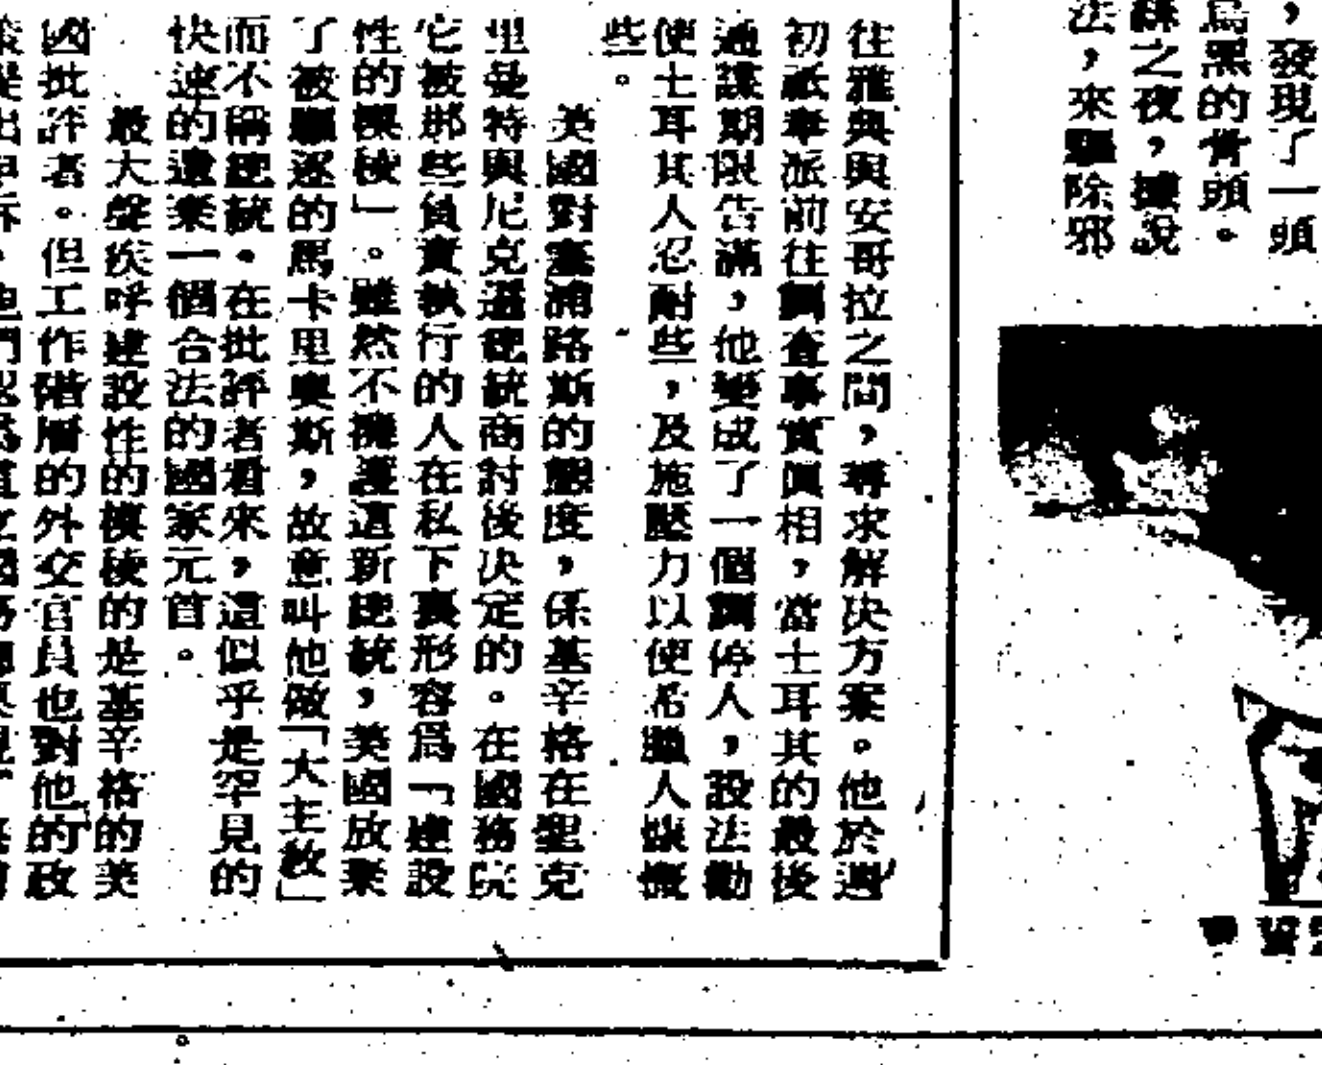 ，發現了一頭
烏黑的骨頭。
之夜，據說
法，來驅除邪
往雅典與安哥拉之間，尋求解決方案。他於週
初祇奉派前往調查事實眞相，當土耳其的最後
通諜期限告滿，他變成了一個調停人，設法勸
使土耳其人忍耐些，及施壓力以使希臘人慷慨
些。
美國對塞浦路斯的態度，係基辛格在聖克
里曼特與尼克遜總統商討後決定的。在國務院
它被那些負責執行的人在私下裏形容爲「建設
性的模棱」。雖然不擁護這新總統，美國放棄
了被驅逐的馬卡里奧斯，故意叫他做「大主教」
而不稱總統。在批評者看來，這似乎是罕見的
快速的遺棄一個合法的國家元首。
最大聲疾呼建設性的模棱的是基辛格的美
國批評者。但工作階層的外交官員也對他的政